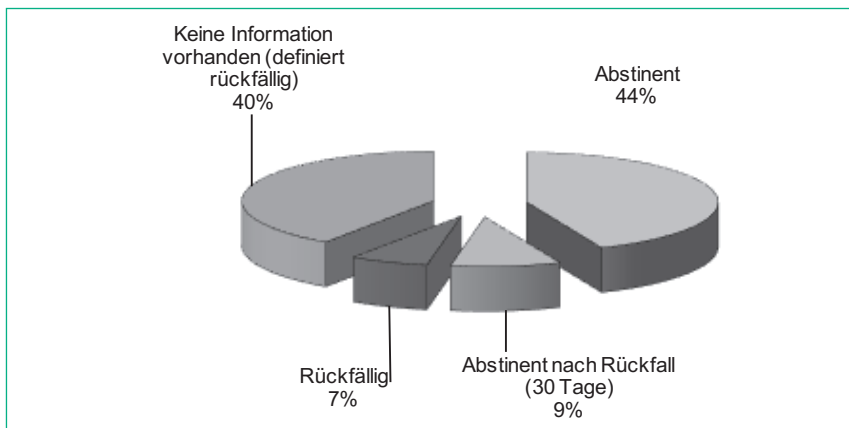 Keine Information
vorhanden (definiert
rückfällig)
40%
Abstinent
44%
Rückfällig
7%
Abstinent nach Rückfall
(30 Tage)
9%